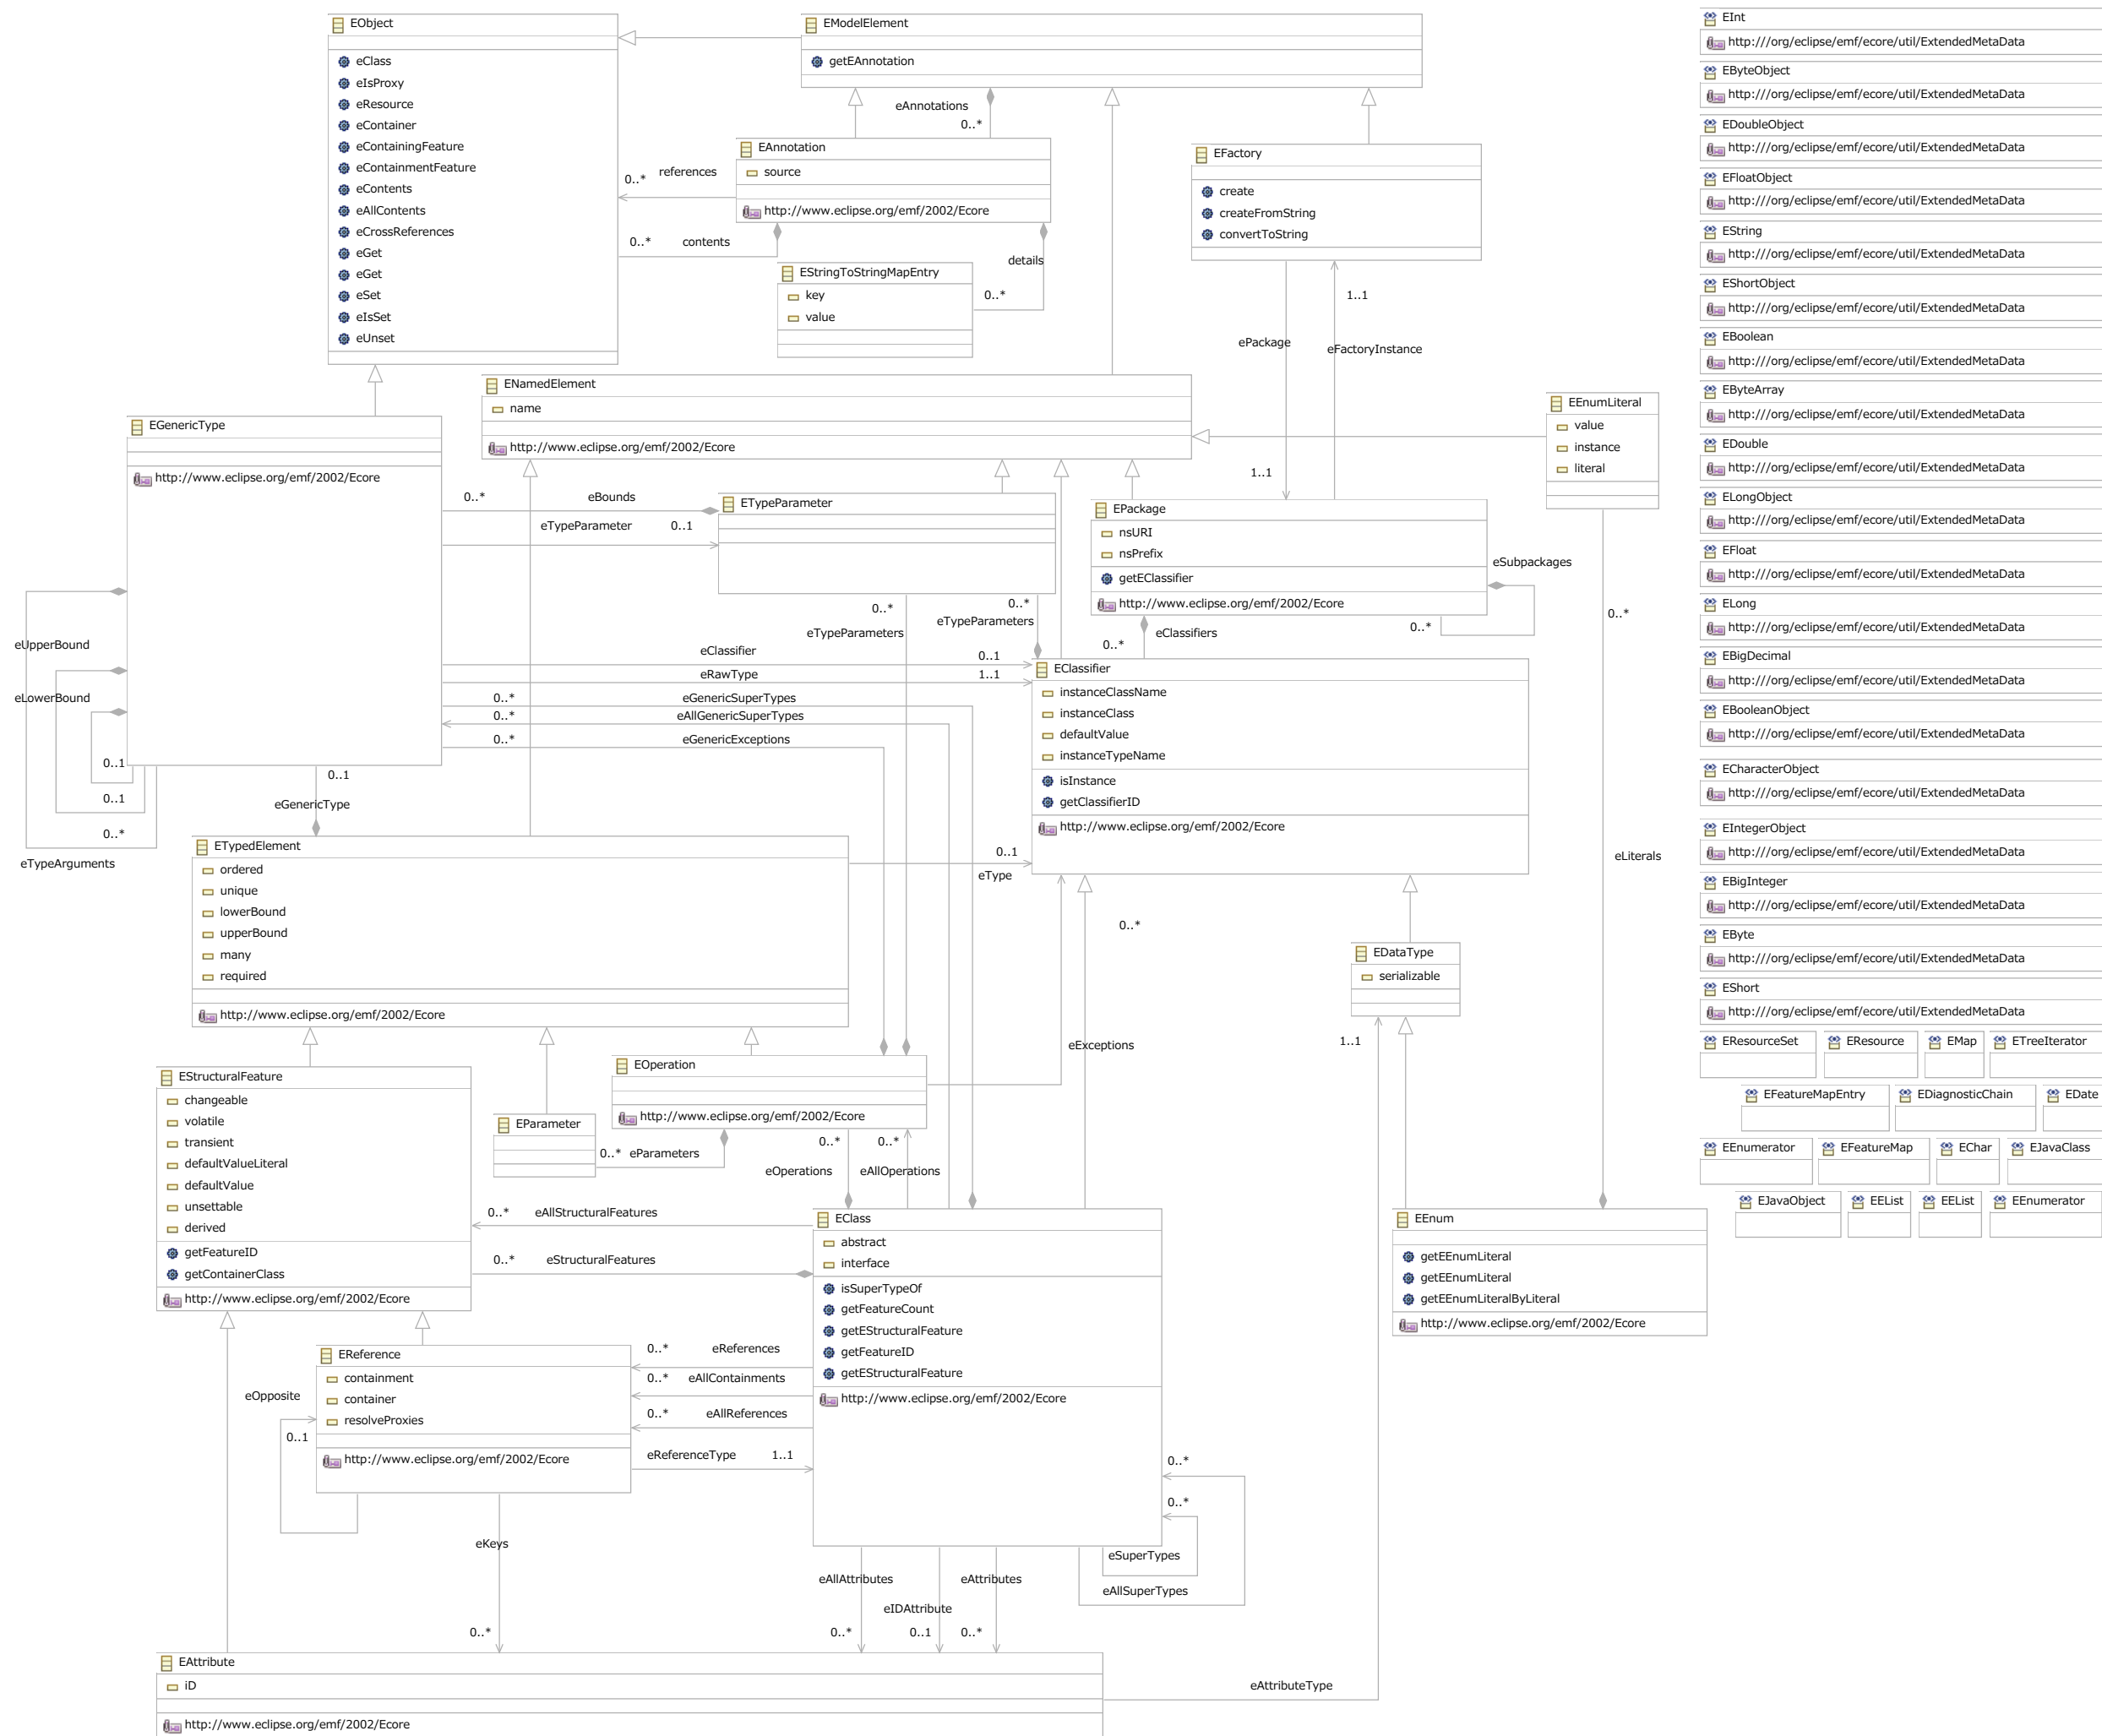 EObject
eClass
eIsProxy
eResource
eContainer
eContainingFeature
eContainmentFeature
eContents
eAllContents
eCrossReferences
eGet
eGet
eSet
eIsSet
eUnset
EModelElement
getEAnnotation
eAnnotations
0..*
EAnnotation
source
http://www.eclipse.org/emf/2002/Ecore
references
0..*
0..*
contents
details
EStringToStringMapEntry
key
value
0..*
EFactory
create
createFromString
convertToString
1..1
ePackage
eFactoryInstance
1..1
ENamedElement
name
http://www.eclipse.org/emf/2002/Ecore
EEnumLiteral
value
instance
literal
EGenericType
http://www.eclipse.org/emf/2002/Ecore
0..*
eBounds
eTypeParameter
0..1
ETypeParameter
EPackage
nsURI
nsPrefix
getEClassifier
http://www.eclipse.org/emf/2002/Ecore
eSubpackages
0..*
0..*
eTypeParameters
0..*
eTypeParameters
0..*
eClassifiers
0..*
eUpperBound
eLowerBound
0..1
0..1
0..*
eTypeArguments
eClassifier
0..1
eRawType
1..1
0..*
eGenericSuperTypes
0..*
eAllGenericSuperTypes
0..*
eGenericExceptions
0..1
eGenericType
EClassifier
instanceClassName
instanceClass
defaultValue
instanceTypeName
isInstance
getClassifierID
http://www.eclipse.org/emf/2002/Ecore
ETypedElement
ordered
unique
lowerBound
upperBound
many
required
http://www.eclipse.org/emf/2002/Ecore
0..1
eType
eLiterals
0..*
EDataType
serializable
1..1
eExceptions
EStructuralFeature
changeable
volatile
transient
defaultValueLiteral
defaultValue
unsettable
derived
getFeatureID
getContainerClass
http://www.eclipse.org/emf/2002/Ecore
EOperation
http://www.eclipse.org/emf/2002/Ecore
EParameter
0..*
eParameters
0..*
0..*
eOperations
eAllOperations
0..*
eAllStructuralFeatures
0..*
eStructuralFeatures
EClass
abstract
interface
isSuperTypeOf
getFeatureCount
getEStructuralFeature
getFeatureID
getEStructuralFeature
http://www.eclipse.org/emf/2002/Ecore
EEnum
getEEnumLiteral
getEEnumLiteral
getEEnumLiteralByLiteral
http://www.eclipse.org/emf/2002/Ecore
EReference
containment
container
resolveProxies
http://www.eclipse.org/emf/2002/Ecore
eOpposite
0..1
0..*
eReferences
0..*
eAllContainments
0..*
eAllReferences
eReferenceType
1..1
0..*
0..*
eSuperTypes
eAllSuperTypes
eKeys
0..*
eAllAttributes
eAttributes
eIDAttribute
0..*
0..1
0..*
EAttribute
iD
http://www.eclipse.org/emf/2002/Ecore
eAttributeType
EInt
http:///org/eclipse/emf/ecore/util/ExtendedMetaData
EByteObject
http:///org/eclipse/emf/ecore/util/ExtendedMetaData
EDoubleObject
http:///org/eclipse/emf/ecore/util/ExtendedMetaData
EFloatObject
http:///org/eclipse/emf/ecore/util/ExtendedMetaData
EString
http:///org/eclipse/emf/ecore/util/ExtendedMetaData
EShortObject
http:///org/eclipse/emf/ecore/util/ExtendedMetaData
EBoolean
http:///org/eclipse/emf/ecore/util/ExtendedMetaData
EByteArray
http:///org/eclipse/emf/ecore/util/ExtendedMetaData
EDouble
http:///org/eclipse/emf/ecore/util/ExtendedMetaData
ELongObject
http:///org/eclipse/emf/ecore/util/ExtendedMetaData
EFloat
http:///org/eclipse/emf/ecore/util/ExtendedMetaData
ELong
http:///org/eclipse/emf/ecore/util/ExtendedMetaData
EBigDecimal
http:///org/eclipse/emf/ecore/util/ExtendedMetaData
EBooleanObject
http:///org/eclipse/emf/ecore/util/ExtendedMetaData
ECharacterObject
http:///org/eclipse/emf/ecore/util/ExtendedMetaData
EIntegerObject
http:///org/eclipse/emf/ecore/util/ExtendedMetaData
EBigInteger
http:///org/eclipse/emf/ecore/util/ExtendedMetaData
EByte
http:///org/eclipse/emf/ecore/util/ExtendedMetaData
EShort
http:///org/eclipse/emf/ecore/util/ExtendedMetaData
EResourceSet EResource EMap ETreeIterator
EFeatureMapEntry EDiagnosticChain EDate
EEnumerator EFeatureMap EChar EJavaClass
EJavaObject EEList EEList EEnumerator